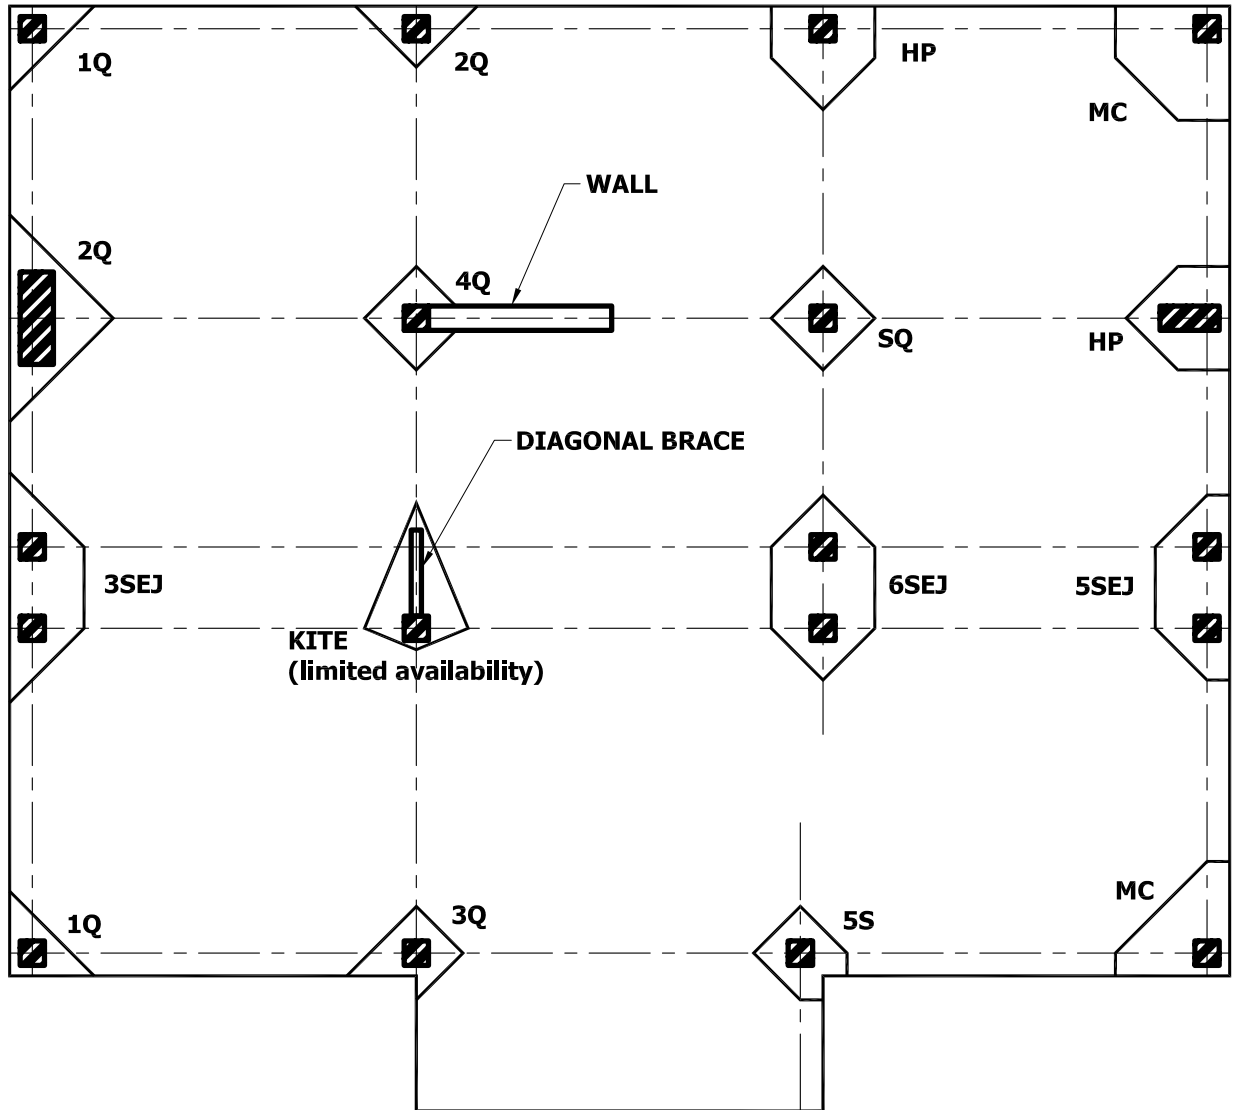 1Q
2Q
HP
MC
WALL
2Q
4Q
SQ
HP
DIAGONAL BRACE
3SEJ
6SEJ
5SEJ
KITE
(limited availability)
MC
1Q
3Q
5S